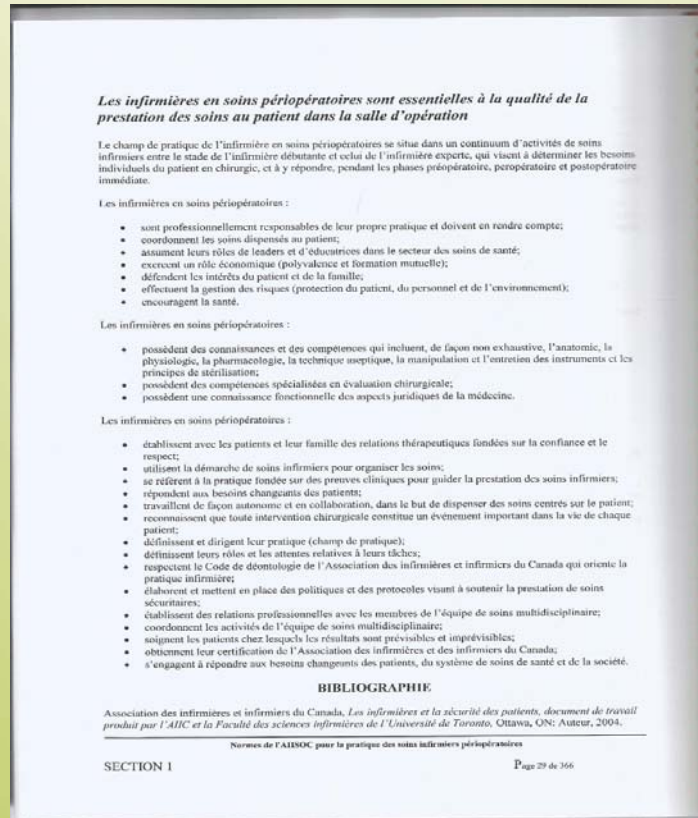 Les infirmières en soins périopératoires sont essentielles à la qualité de la
prestation des soins au patient dans la salle d'opération
Le champ de pratique de l'infirmière en soins périopératoires se situe dans un continuum d'activités de soins
infirmiers entre le stade de l'infirmière débutante et celui de l'infirmière experte, qui visent à déterminer les besoins
individuels du patient en chirurgie, et à y répondre, pendant les phases préopératoire, peropératoire et postopératoire
immédiate.
Les infirmières en soins périopératoires :
• sont professionnellement responsables de leur propre pratique et doivent en rendre compte;
• coordonnent les soins dispensés au patient;
• assument leurs rôles de leaders et d'éducatrices dans le secteur des soins de santé;
• exercent un rôle économique (polyvalence et formation mutuelle);
• défendent les intérêts du patient et de la famille;
• effectuent la gestion des risques (protection du patient, du personnel et de l'environnement);
• encouragent la santé.
Les infirmières en soins périopératoires :
• possèdent des connaissances et des compétences qui incluent, de façon non exhaustive, l'anatomie, la
physiologie, la pharmacologie, la technique aseptique, la manipulation et l'entretien des instruments et les
principes de stérilisation;
• possèdent des compétences spécialisées en évaluation chirurgicale;
• possèdent une connaissance fonctionnelle des aspects juridiques de la médecine.
Les infirmières en soins périopératoires :
• établissent avec les patients et leur famille des relations thérapeutiques fondées sur la confiance et le
respect;
• utilisent la démarche de soins infirmiers pour organiser les soins;
• se réfèrent à la pratique fondée sur des preuves cliniques pour guider la prestation des soins infirmiers;
• répondent aux besoins changeants des patients;
• travaillent de façon autonome et en collaboration, dans le but de dispenser des soins centrés sur le patient;
• reconnaissent que toute intervention chirurgicale constitue un événement important dans la vie de chaque
patient;
• définissent et dirigent leur pratique (champ de pratique);
• définissent leurs rôles et les attentes relatives à leurs tâches;
• respectent le Code de déontologie de l'Association des infirmières et infirmiers du Canada qui oriente la
pratique infirmière;
• élaborent et mettent en place des politiques et des protocoles visant à soutenir la prestation de soins
sécuritaires;
• établissent des relations professionnelles avec les membres de l'équipe de soins multidisciplinaire;
• coordonnent les activités de l'équipe de soins multidisciplinaire;
• soignent les patients chez lesquels les résultats sont prévisibles et imprévisibles;
• obtiennent leur certification de l'Association des infirmières et des infirmiers du Canada;
• s'engagent à répondre aux besoins changeants des patients, du système de soins de santé et de la société.
BIBLIOGRAPHIE
Association des infirmières et infirmiers du Canada, Les infirmières et la sécurité des patients, document de travail
produit par l'AIIC et la Faculté des sciences infirmières de l'Université de Toronto, Ottawa, ON: Auteur, 2004.
Normes de l'AIISOC pour la pratique des soins infirmiers périopératoires
SECTION 1 Page 29 de 366